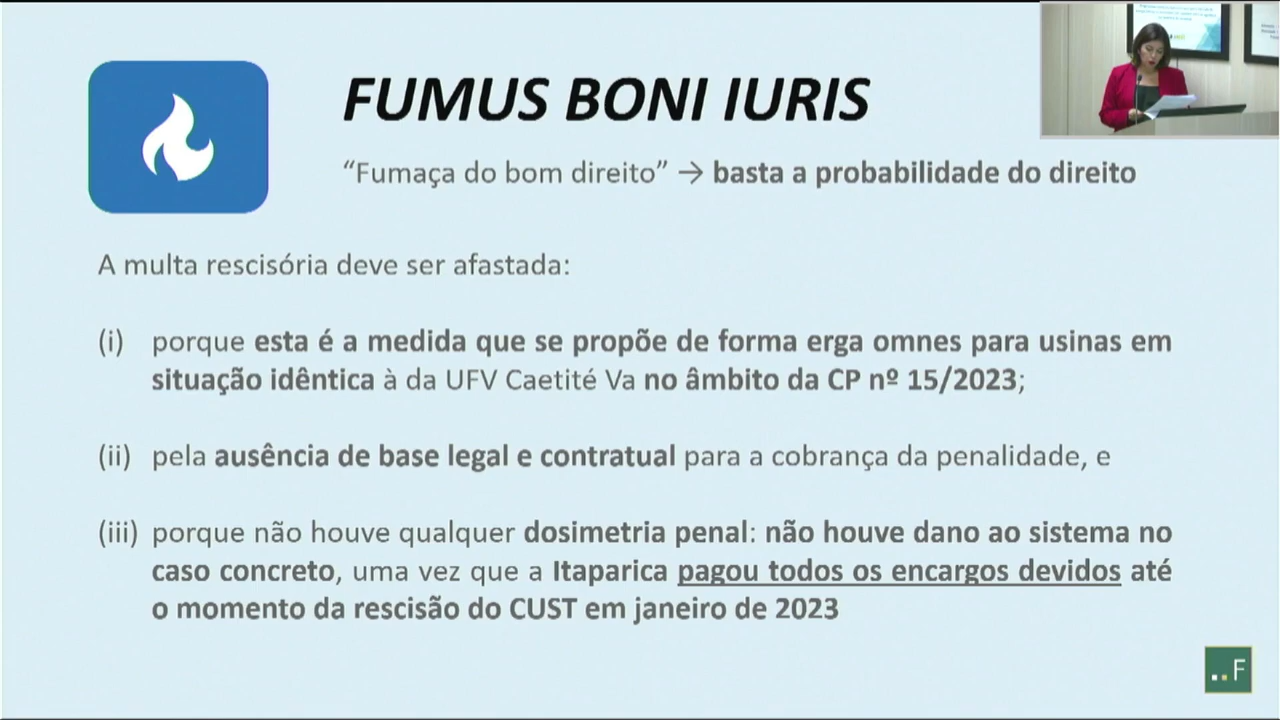 FUMUS BONI IURIS
“Fumaça do bom direito” → basta a probabilidade do direito
A multa rescisória deve ser afastada:
(i) porque esta é a medida que se propõe de forma erga omnes para usinas em
situação idêntica à da UFV Caetité Va no âmbito da CP nº 15/2023;
(ii) pela ausência de base legal e contratual para a cobrança da penalidade, e
(iii) porque não houve qualquer dosimetria penal: não houve dano ao sistema no
caso concreto, uma vez que a Itaparica pagou todos os encargos devidos até
o momento da rescisão do CUST em janeiro de 2023
..F